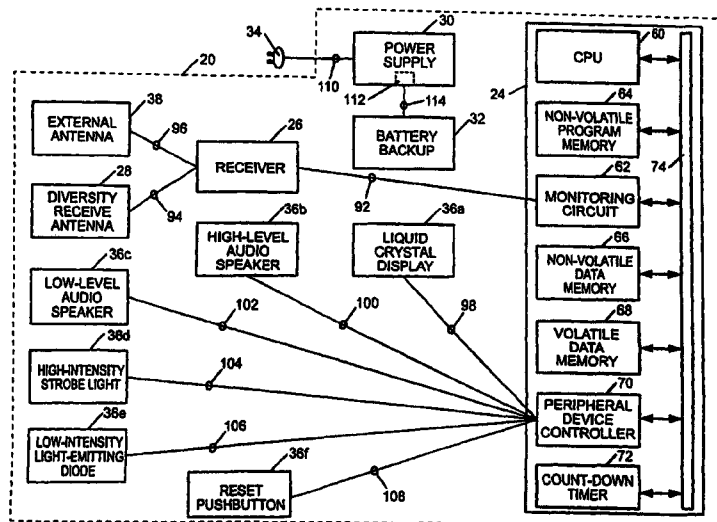 34
20
30
POWER
SUPPLY
60
CPU
110
112
114
24
38
EXTERNAL
ANTENNA
96
26
RECEIVER
32
BATTERY
BACKUP
64
NON-VOLATILE
PROGRAM
MEMORY
74
28
DIVERSITY
RECEIVE
ANTENNA
94
92
62
MONITORING
CIRCUIT
36b
HIGH-LEVEL
AUDIO
SPEAKER
36a
LIQUID
CRYSTAL
DISPLAY
66
NON-VOLATILE
DATA
MEMORY
36c
LOW-LEVEL
AUDIO
SPEAKER
102
100
98
68
VOLATILE
DATA
MEMORY
36d
HIGH-INTENSITY
STROBE LIGHT
104
70
PERIPHERAL
DEVICE
CONTROLLER
36e
LOW-INTENSITY
LIGHT-EMITTING
DIODE
106
36f
RESET
PUSHBUTTON
108
72
COUNT-DOWN
TIMER